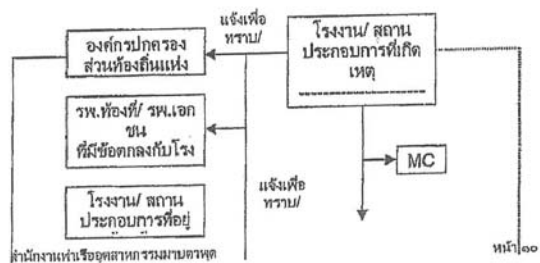 แจ้งเพื่อ
ทราบ/
องค์กรปกครอง
ส่วนท้องถิ่นแห่ง
โรงงาน/ สถาน
ประกอบการที่เกิด
เหตุ
รพ.ท้องที่/ รพ.เอก
ชน
ที่มีข้อตกลงกับโรง
MC
แจ้งเพื่อ
ทราบ/
โรงงาน/ สถาน
ประกอบการที่อยู่
สำนักงานท่าเรืออุตสาหกรรมมาบตาพุด
หน้า ๑๐